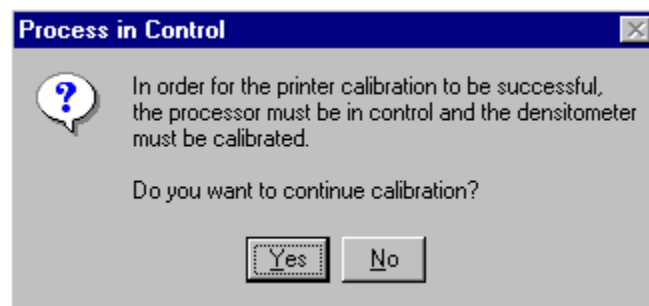 Process in Control
?
In order for the printer calibration to be successful,
the processor must be in control and the densitometer
must be calibrated.
Do you want to continue calibration?
Yes No